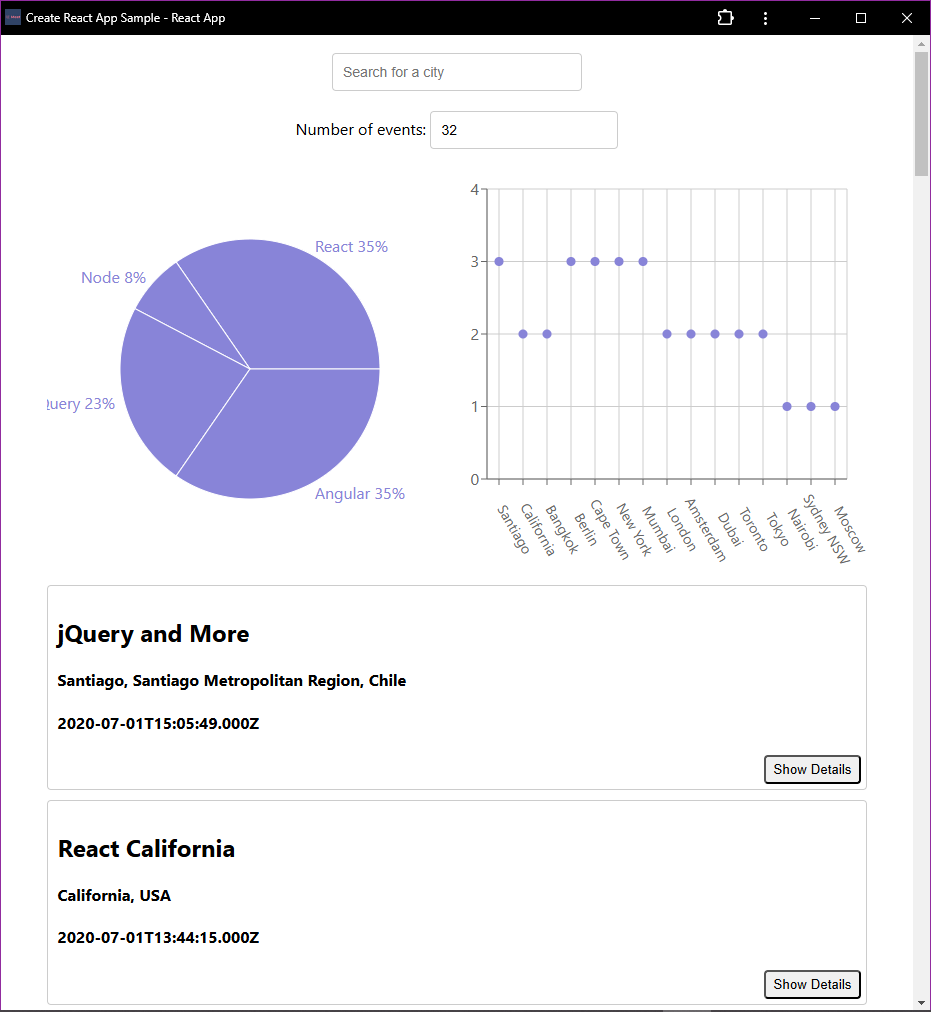 Create React App Sample - React App
Search for a city
Number of events: 32
React 35%
Node 8%
Query 23%
Angular 35%
4
3
2
1
0
Santiago
California
Bangkok
Berlin
Cape Town
New York
Mumbai
London
Amsterdam
Dubai
Toronto
Tokyo
Nairobi
Sydney NSW
Moscow
jQuery and More
Santiago, Santiago Metropolitan Region, Chile
2020-07-01T15:05:49.000Z
Show Details
React California
California, USA
2020-07-01T13:44:15.000Z
Show Details